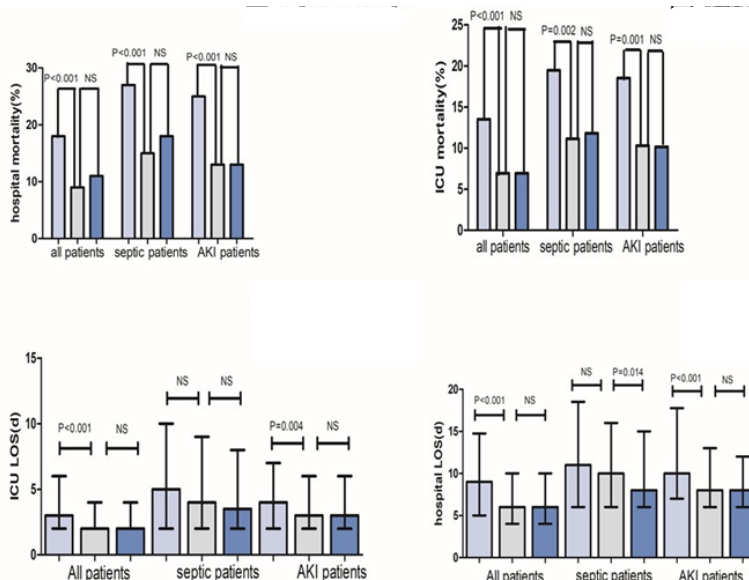 P<0.001 NS
P<0.001 NS
P<0.001 NS
AKI<0.001 NS
30
20
10
0
hospital mortality(%)
all patients septic patients AKI patients
P<0.001 NS
P=0.002 NS
P=0.001 NS
25
20
15
10
5
0
ICU mortality(%)
all patients septic patients AKI patients
15
10
5
0
ICU LOS(d)
P<0.001 NS
NS NS
P=0.004 NS
All patients septic patients AKI patients
20
15
10
5
0
hospital LOS(d)
P<0.001 NS
NS P=0.014
P<0.001 NS
All patients septic patients AKI patients